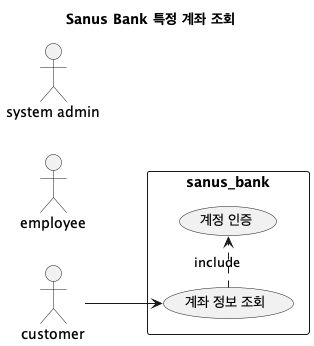 Sanus Bank 특정 계좌 조회
system admin
employee
sanus_bank
계정 인증
include
계좌 정보 조회
customer